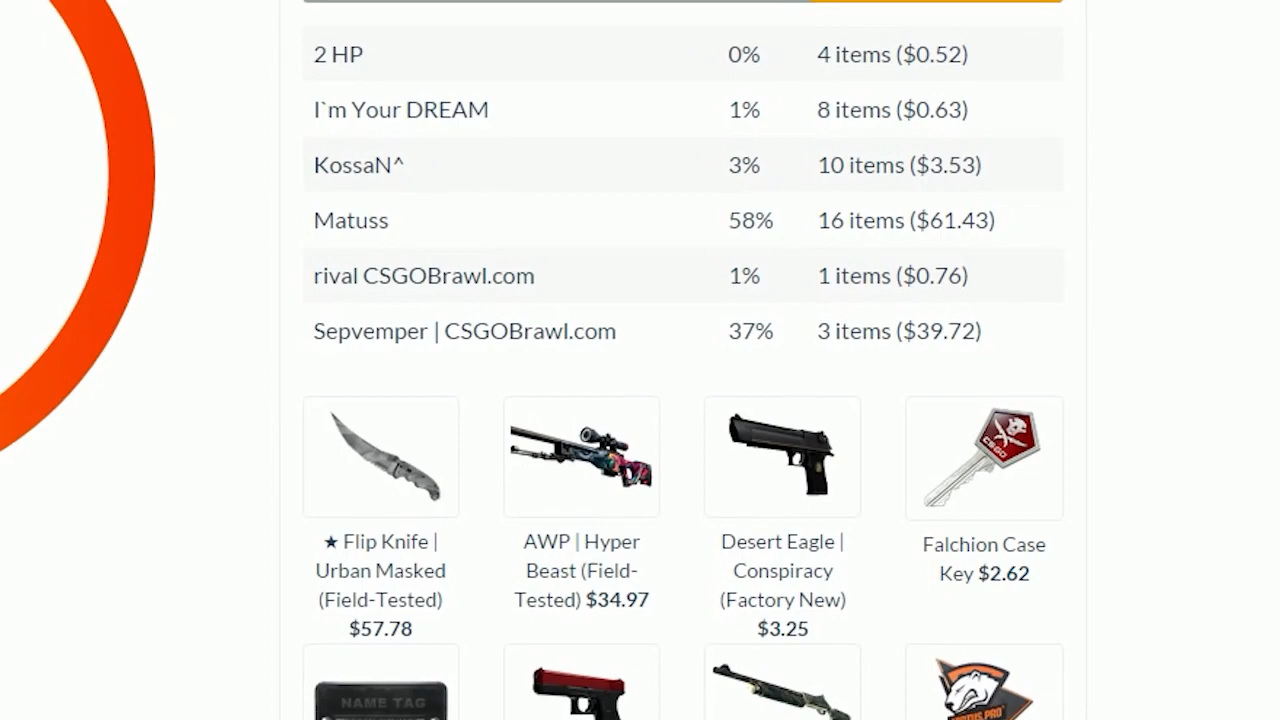 2 HP 0% 4 items ($0.52)
I`m Your DREAM 1% 8 items ($0.63)
KossaN^ 3% 10 items ($3.53)
Matuss 58% 16 items ($61.43)
rival CSGOBrawl.com 1% 1 items ($0.76)
Sepvemper | CSGOBrawl.com 37% 3 items ($39.72)
CS:GO
★ Flip Knife |
Urban Masked
(Field-Tested)
$57.78
AWP | Hyper
Beast (Field-
Tested) $34.97
Desert Eagle |
Conspiracy
(Factory New)
$3.25
Falchion Case
Key $2.62
NAME TAG